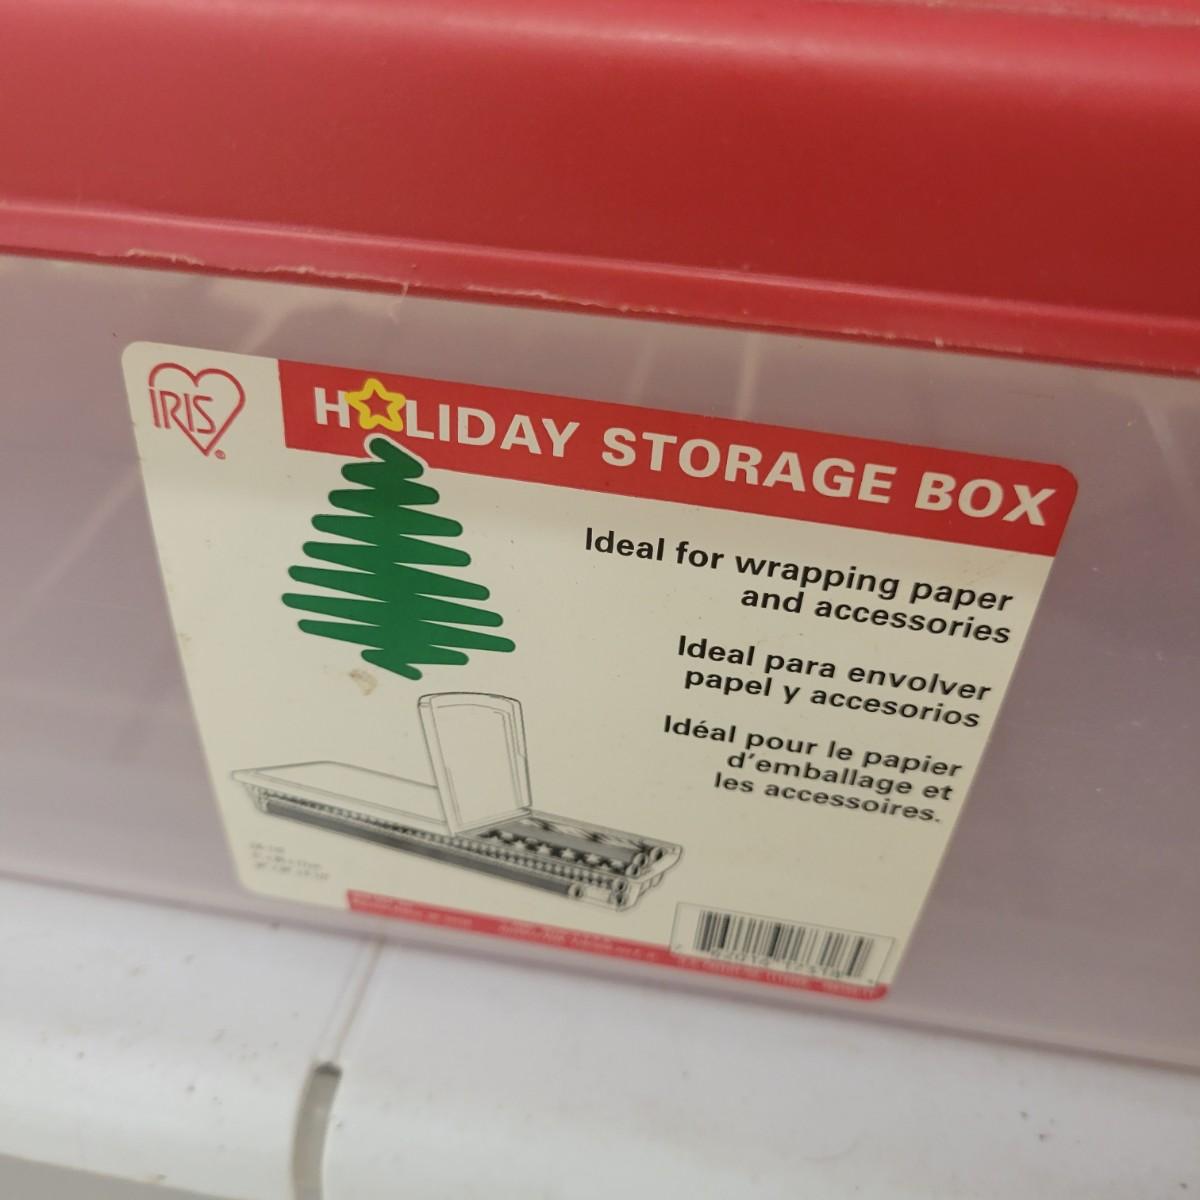 IRIS
HOLIDAY STORAGE BOX
Ideal for wrapping paper
and accessories
Ideal para envolver
papel y accesorios
Idéal pour le papier
d'emballage et
les accessoires.